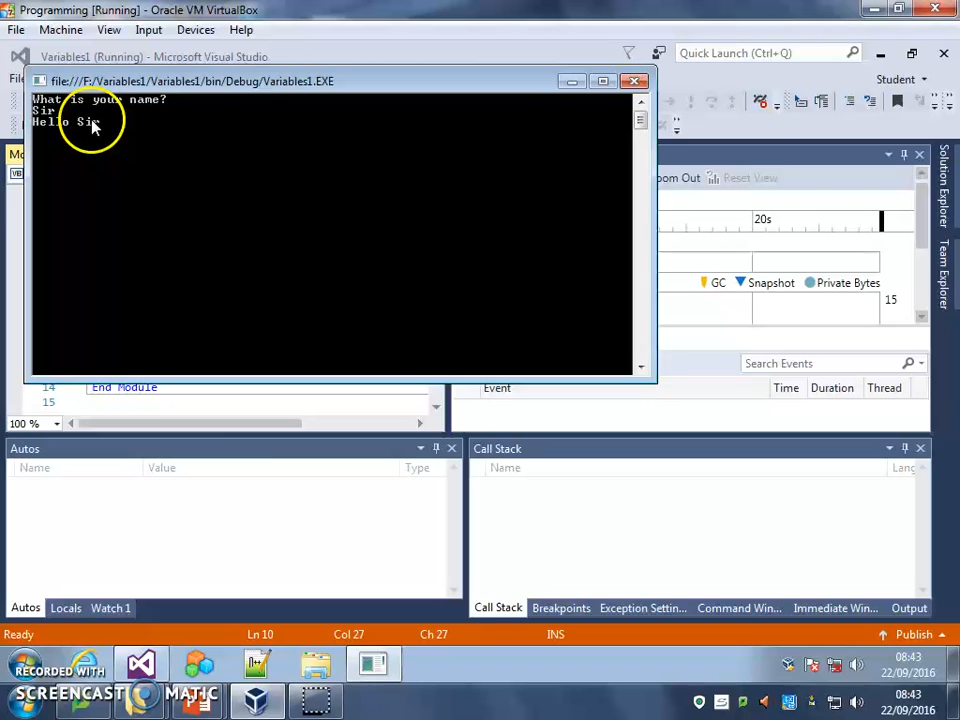 Programming [Running] - Oracle VM VirtualBox
File Machine View Input Devices Help
Variables1 (Running) - Microsoft Visual Studio
Quick Launch (Ctrl+Q)
Student
file:///F:/Variables1/Variables1/bin/Debug/Variables1.EXE
What is your name?
Sir
Hello Sir
oom Out Reset View
20s
GC Snapshot Private Bytes
15
Solution Explorer
Team Explorer
Search Events
14 End Module
15
Event Time Duration Thread
100 %
Autos
Name Value Type
Call Stack
Name Lang
Autos Locals Watch 1
Call Stack Breakpoints Exception Settin... Command Win... Immediate Win... Output
Ready Ln 10 Col 27 Ch 27 INS Publish
08:43
22/09/2016
RECORDED WITH
SCREENCAST MATIC
08:43
22/09/2016